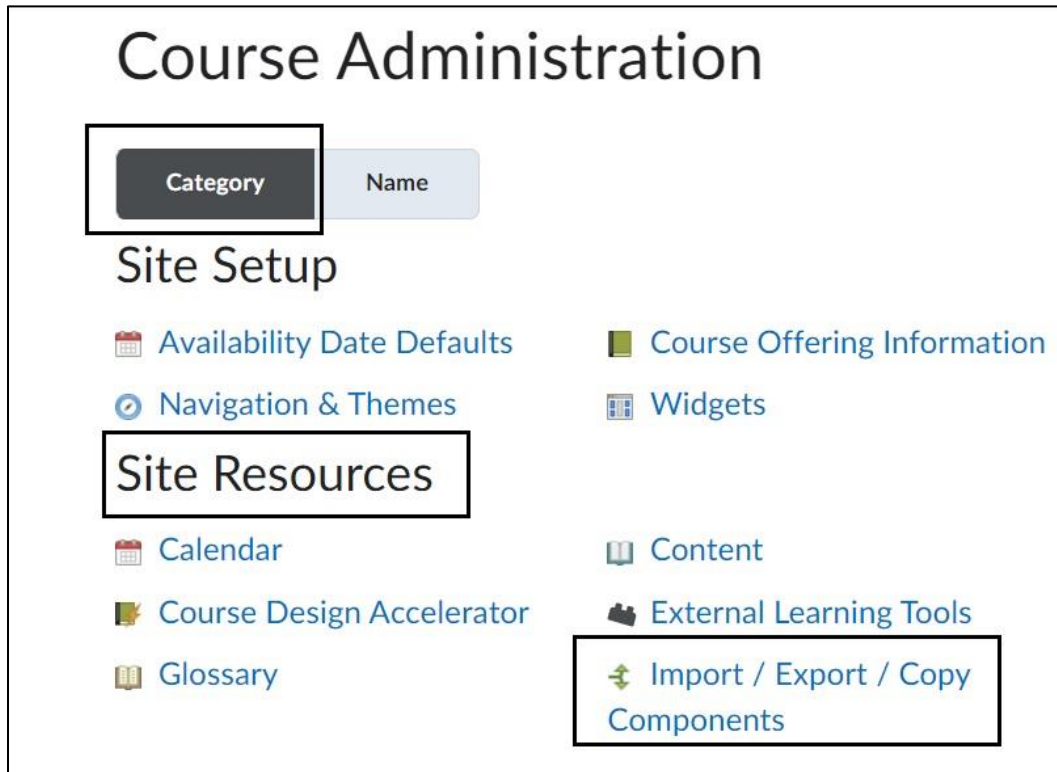 Course Administration
Category Name
Site Setup
Availability Date Defaults Course Offering Information
Navigation & Themes Widgets
Site Resources
Calendar Content
Course Design Accelerator External Learning Tools
Glossary Import / Export / Copy
Components